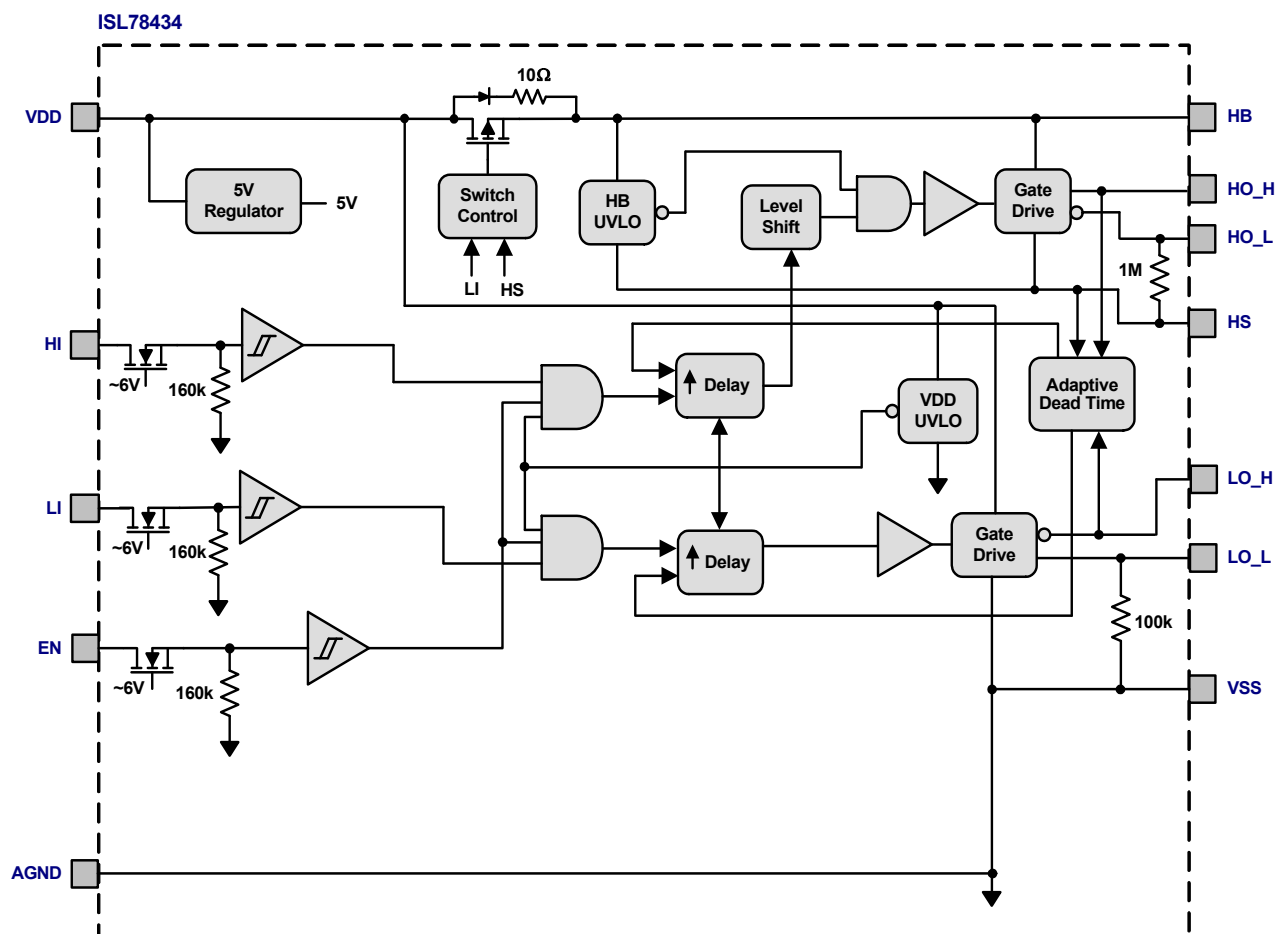 ISL78434
10Ω
VDD
HB
5V
Regulator
5V
Switch
Control
HB
UVLO
Level
Shift
Gate
Drive
HO_H
HO_L
1M
LI
HS
HS
HI
~6V
160k
Delay
VDD
UVLO
Adaptive
Dead Time
LI
~6V
160k
Delay
Gate
Drive
LO_H
LO_L
100k
EN
~6V
160k
VSS
AGND